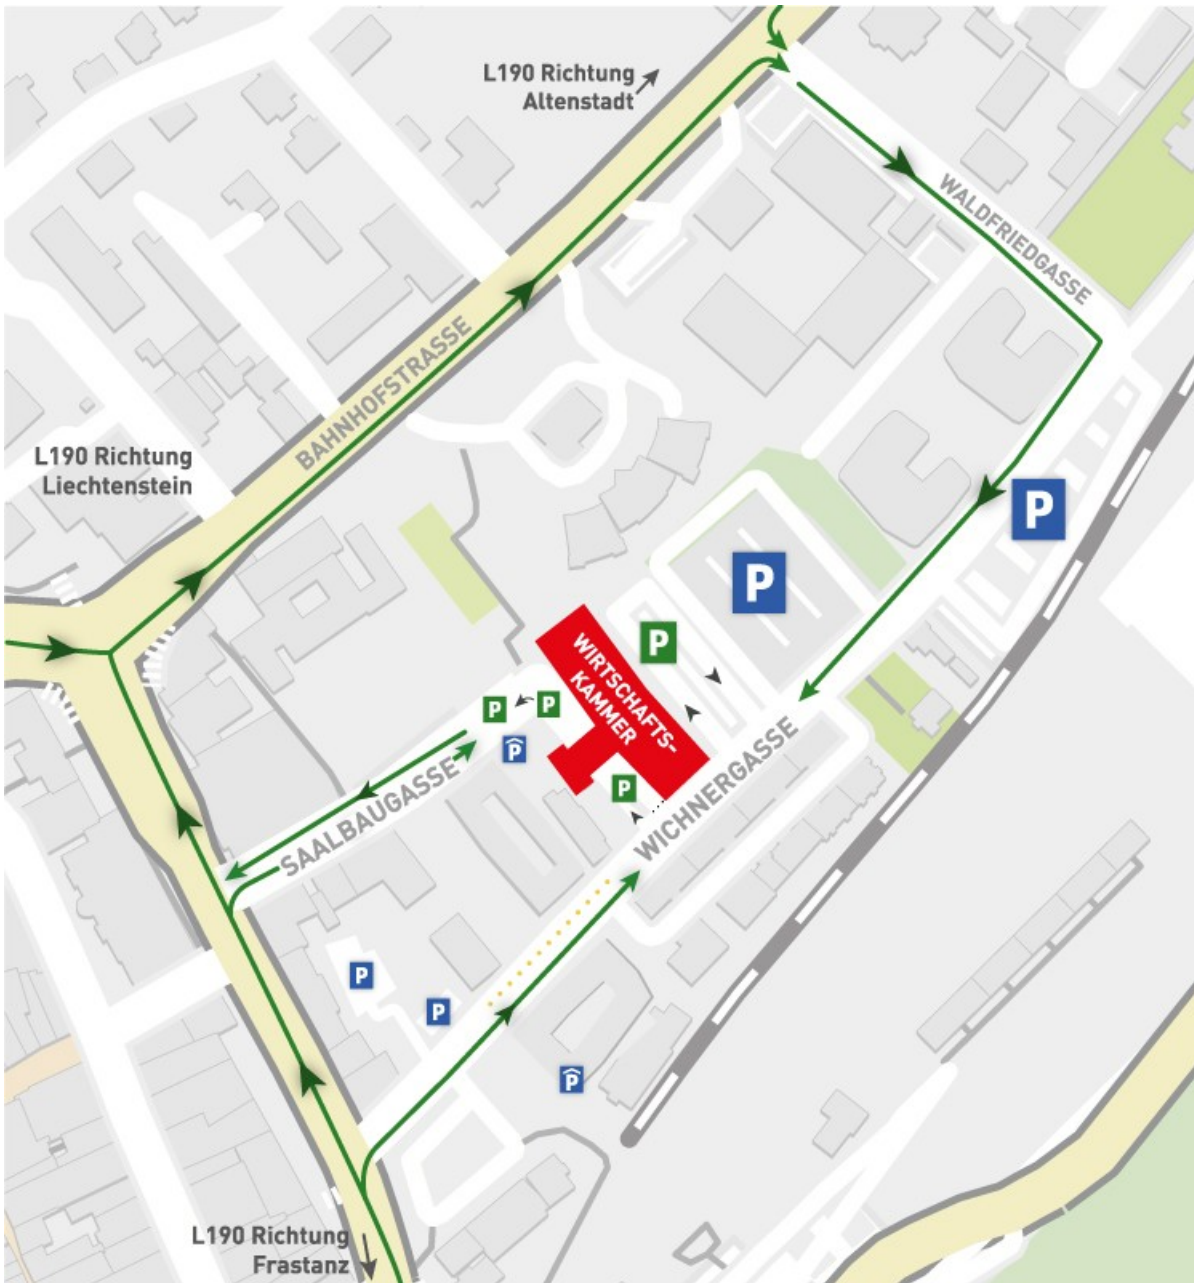 L190 Richtung
Altenstadt
WALDFRIEDGASSE
BAHNHOFSTRASSE
L190 Richtung
Liechtenstein
P
P
P
WIRTSCHAFTS-
KAMMER
P
P
P
P
WICHNERGASSE
SAALBAUGASSE
P
P
P
L190 Richtung
Frastanz